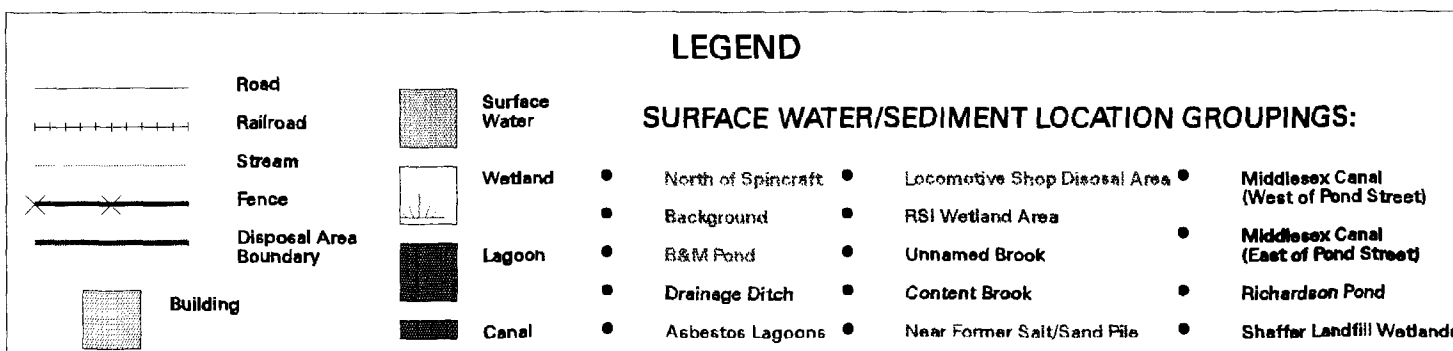 LEGEND
Road
Railroad
Stream
Fence
Disposal Area
Boundary
Building
Surface
Water
Wetland
Lagoon
Canal
SURFACE WATER/SEDIMENT LOCATION GROUPINGS:
North of Spincraft
Background
B&M Pond
Drainage Ditch
Asbestos Lagoons
Locomotive Shop Disosal Area
RSI Wetland Area
Unnamed Brook
Content Brook
Near Former Salt/Sand Pile
Middlesex Canal
(West of Pond Street)
Middlesex Canal
(East of Pond Street)
Richardson Pond
Shaffer Landfill Wetlands